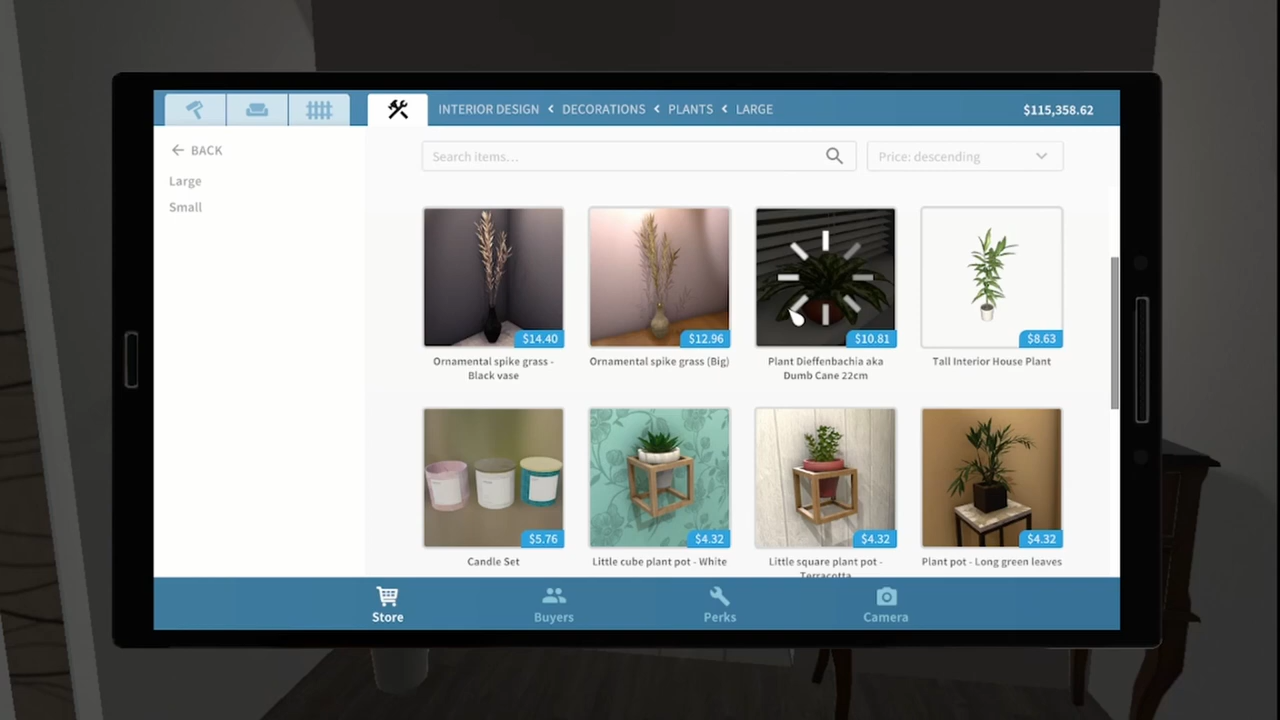 INTERIOR DESIGN < DECORATIONS < PLANTS < LARGE
$115,358.62
BACK
Large
Small
Search items...
Price: descending
$14.40
$12.96
$10.81
$8.63
Ornamental spike grass -
Black vase
Ornamental spike grass (Big)
Plant Dieffenbachia aka
Dumb Cane 22cm
Tall Interior House Plant
$5.76
$4.32
$4.32
$4.32
Candle Set
Little cube plant pot - White
Little square plant pot -
Terracotta
Plant pot - Long green leaves
Store
Buyers
Perks
Camera